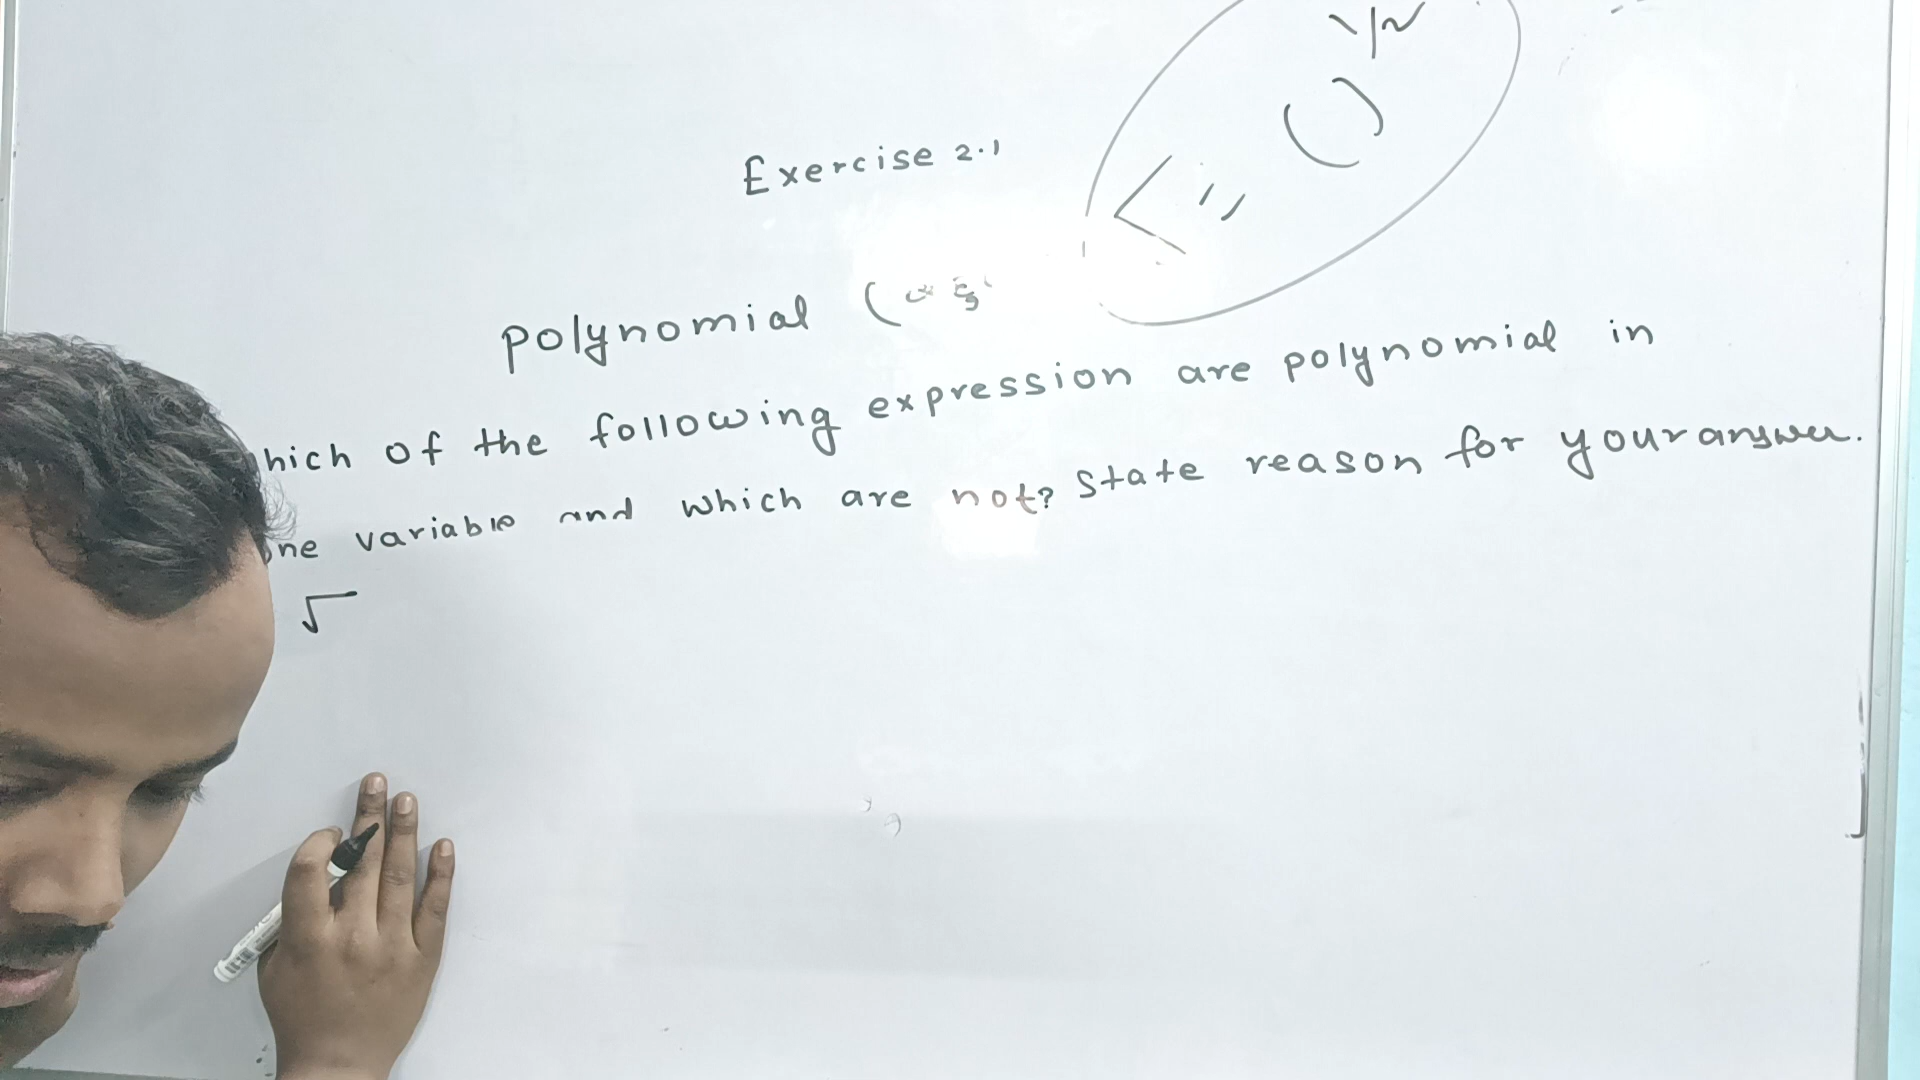 Exercise 2.1
polynomial (
hich of the following expression are polynomial in
ne variable and which are not? State reason for your answer.
√